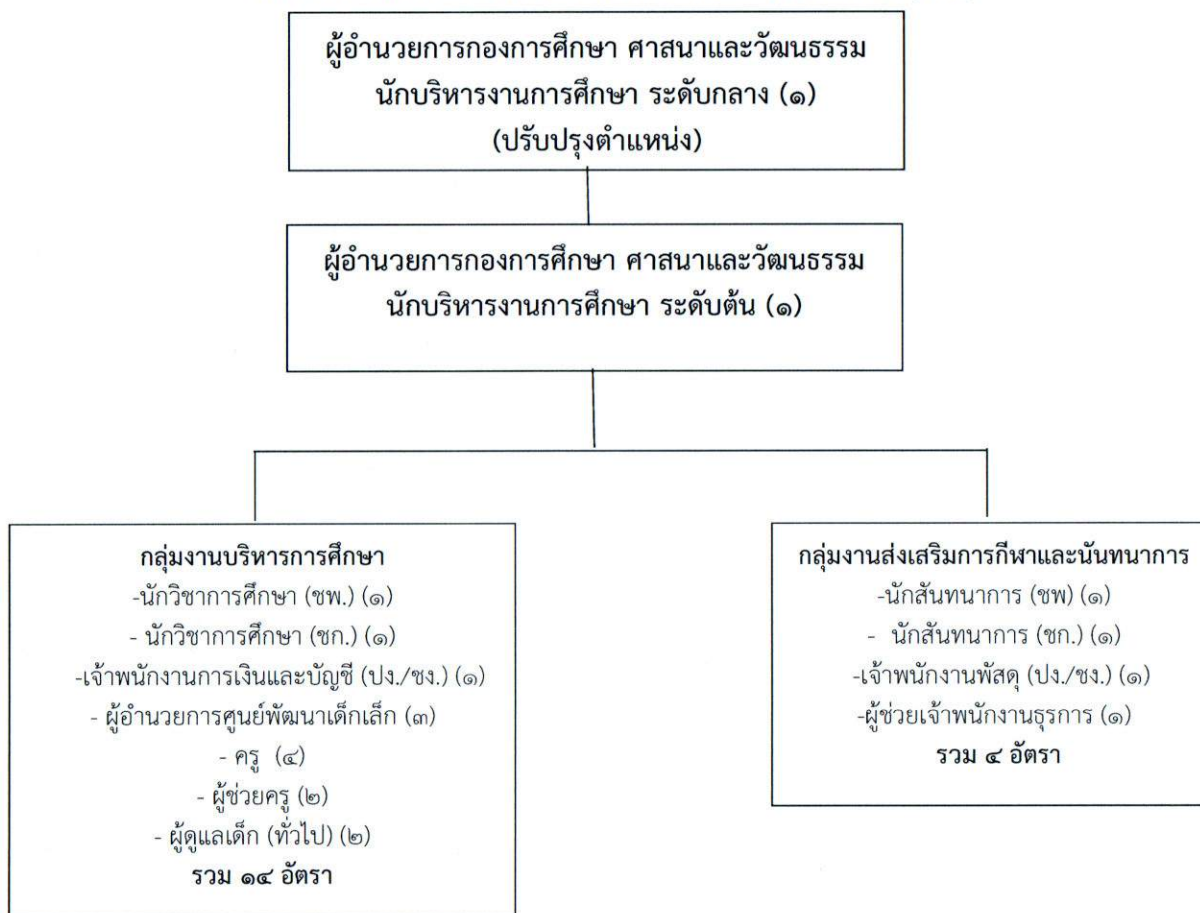 ผู้อำนวยการกองการศึกษา ศาสนาและวัฒนธรรม
นักบริหารงานการศึกษา ระดับกลาง (๑)
(ปรับปรุงตำแหน่ง)
ผู้อำนวยการกองการศึกษา ศาสนาและวัฒนธรรม
นักบริหารงานการศึกษา ระดับต้น (๑)
กลุ่มงานบริหารการศึกษา
-นักวิชาการศึกษา (ชพ.) (๑)
- นักวิชาการศึกษา (ชก.) (๑)
-เจ้าพนักงานการเงินและบัญชี (ปง./ชง.) (๑)
- ผู้อำนวยการศูนย์พัฒนาเด็กเล็ก (๓)
- ครู (๔)
- ผู้ช่วยครู (๒)
- ผู้ดูแลเด็ก (ทั่วไป) (๒)
รวม ๑๔ อัตรา
กลุ่มงานส่งเสริมการกีฬาและนันทนาการ
-นักสันทนาการ (ชพ) (๑)
- นักสันทนาการ (ชก.) (๑)
-เจ้าพนักงานพัสดุ (ปง./ชง.) (๑)
-ผู้ช่วยเจ้าพนักงานธุรการ (๑)
รวม ๔ อัตรา